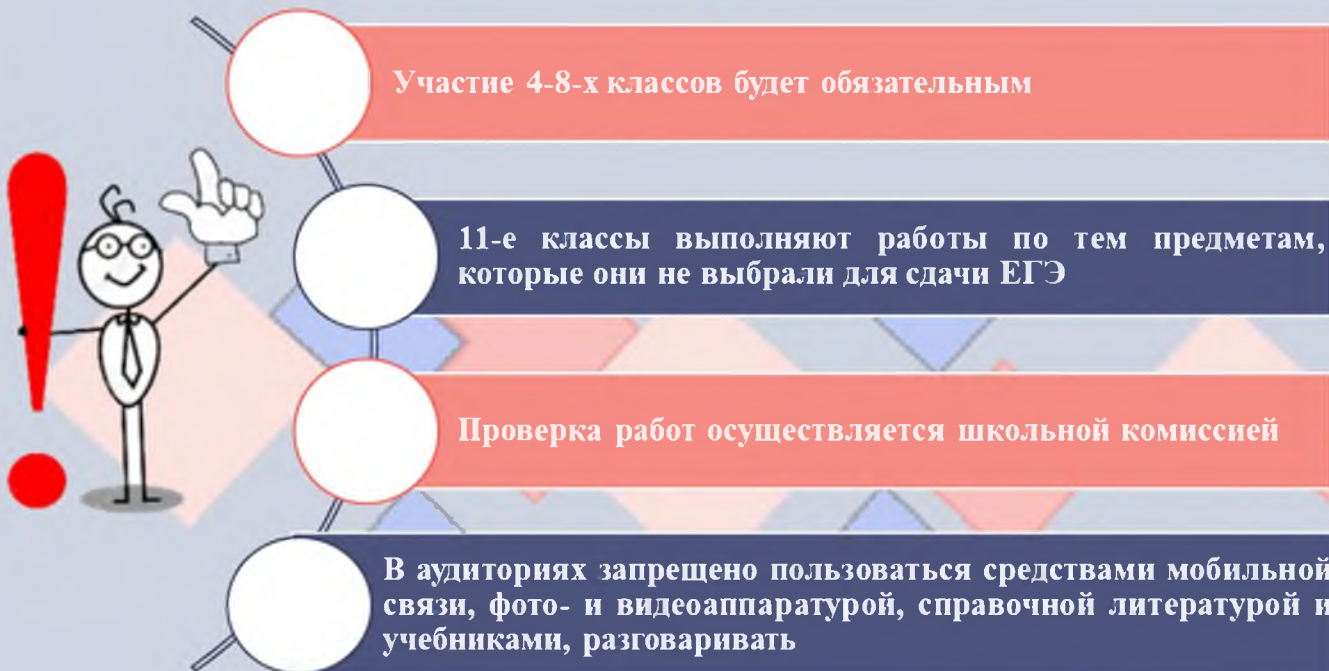 Участие 4-8-х классов будет обязательным
11-е классы выполняют работы по тем предметам,
которые они не выбрали для сдачи ЕГЭ
Проверка работ осуществляется школьной комиссией
В аудиториях запрещено пользоваться средствами мобильной
связи, фото- и видеоаппаратурой, справочной литературой и
учебниками, разговаривать